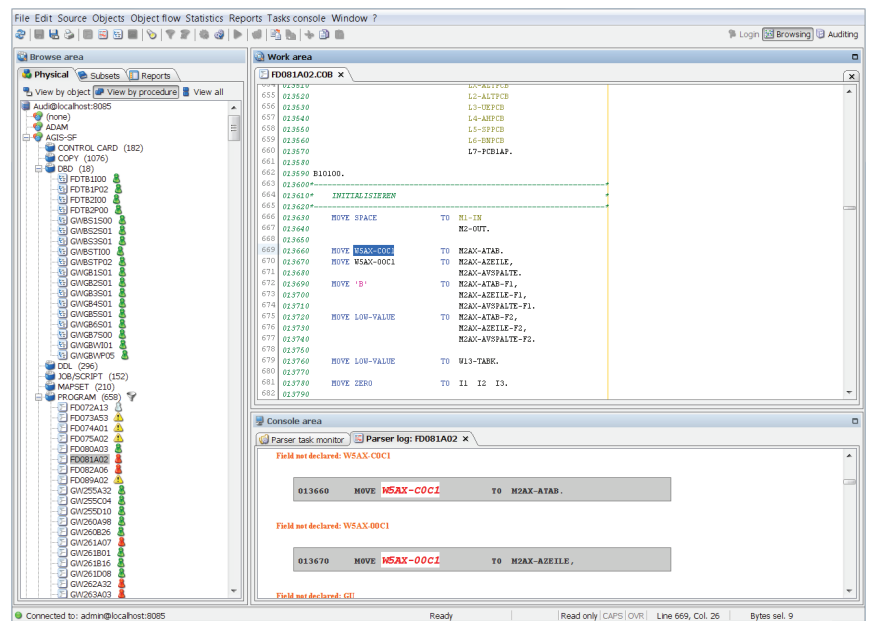 File Edit Source Objects Object flow Statistics Reports Tasks console Window ?
Login Browsing Auditing
Browse area
Physical Subsets Reports
View by object View by procedure View all
Audi@localhost:8085
(none)
ADAM
AGIS-SF
CONTROL CARD (182)
COPY (1076)
DBD (18)
FDTB1I00
FDTB1P02
FDTB2I00
FDTB2P00
GWBS1S00
GWBS2S01
GWBS3S01
GWBSTI00
GWBSTP02
GWGB1S01
GWGB2S01
GWGB3S01
GWGB4S01
GWGB5S01
GWGB6S01
GWGB7S00
GWGBWI01
GWGBWP05
DDL (296)
JOB/SCRIPT (152)
MAPSET (210)
PROGRAM (658)
FD072A13
FD073A53
FD074A01
FD075A02
FD080A03
FD081A02
FD082A06
FD089A02
GW255A32
GW255C04
GW255D10
GW260A98
GW260B26
GW261A07
GW261B01
GW261B16
GW261D08
GW262A32
GW263A03
Work area
FD081A02.COB
655 013520 L2-ALTPCB
656 013530 L3-UEPCB
657 013540 L4-AHPCB
658 013550 L5-SPPCB
659 013560 L6-BNPCB
660 013570 L7-PCB1AP.
661 013580
662 013590 B10100.
663 013600*----------------------------------------------------------------*
664 013610* INITIALISIEREN *
665 013620*----------------------------------------------------------------*
666 013630 MOVE SPACE TO M1-IN
667 013640 M2-OUT.
668 013650
669 013660 MOVE W5AX-C0C1 TO M2AX-ATAB.
670 013670 MOVE W5AX-00C1 TO M2AX-AZEILE,
671 013680 M2AX-AVSPALTE.
672 013690 MOVE 'B' TO M2AX-ATAB-F1,
673 013700 M2AX-AZEILE-F1,
674 013710 M2AX-AVSPALTE-F1.
675 013720 MOVE LOW-VALUE TO M2AX-ATAB-F2,
676 013730 M2AX-AZEILE-F2,
677 013740 M2AX-AVSPALTE-F2.
678 013750
679 013760 MOVE LOW-VALUE TO W13-TABK.
680 013770
681 013780 MOVE ZERO TO I1 I2 I3.
682 013790
Console area
Parser task monitor Parser log: FD081A02
Field not declared: W5AX-C0C1
013660 MOVE W5AX-C0C1 TO M2AX-ATAB.
Field not declared: W5AX-00C1
013670 MOVE W5AX-00C1 TO M2AX-AZEILE,
Field not declared: GU
Connected to: admin@localhost:8085 Ready Read only CAPS OVR Line 669, Col. 26 Bytes sel. 9